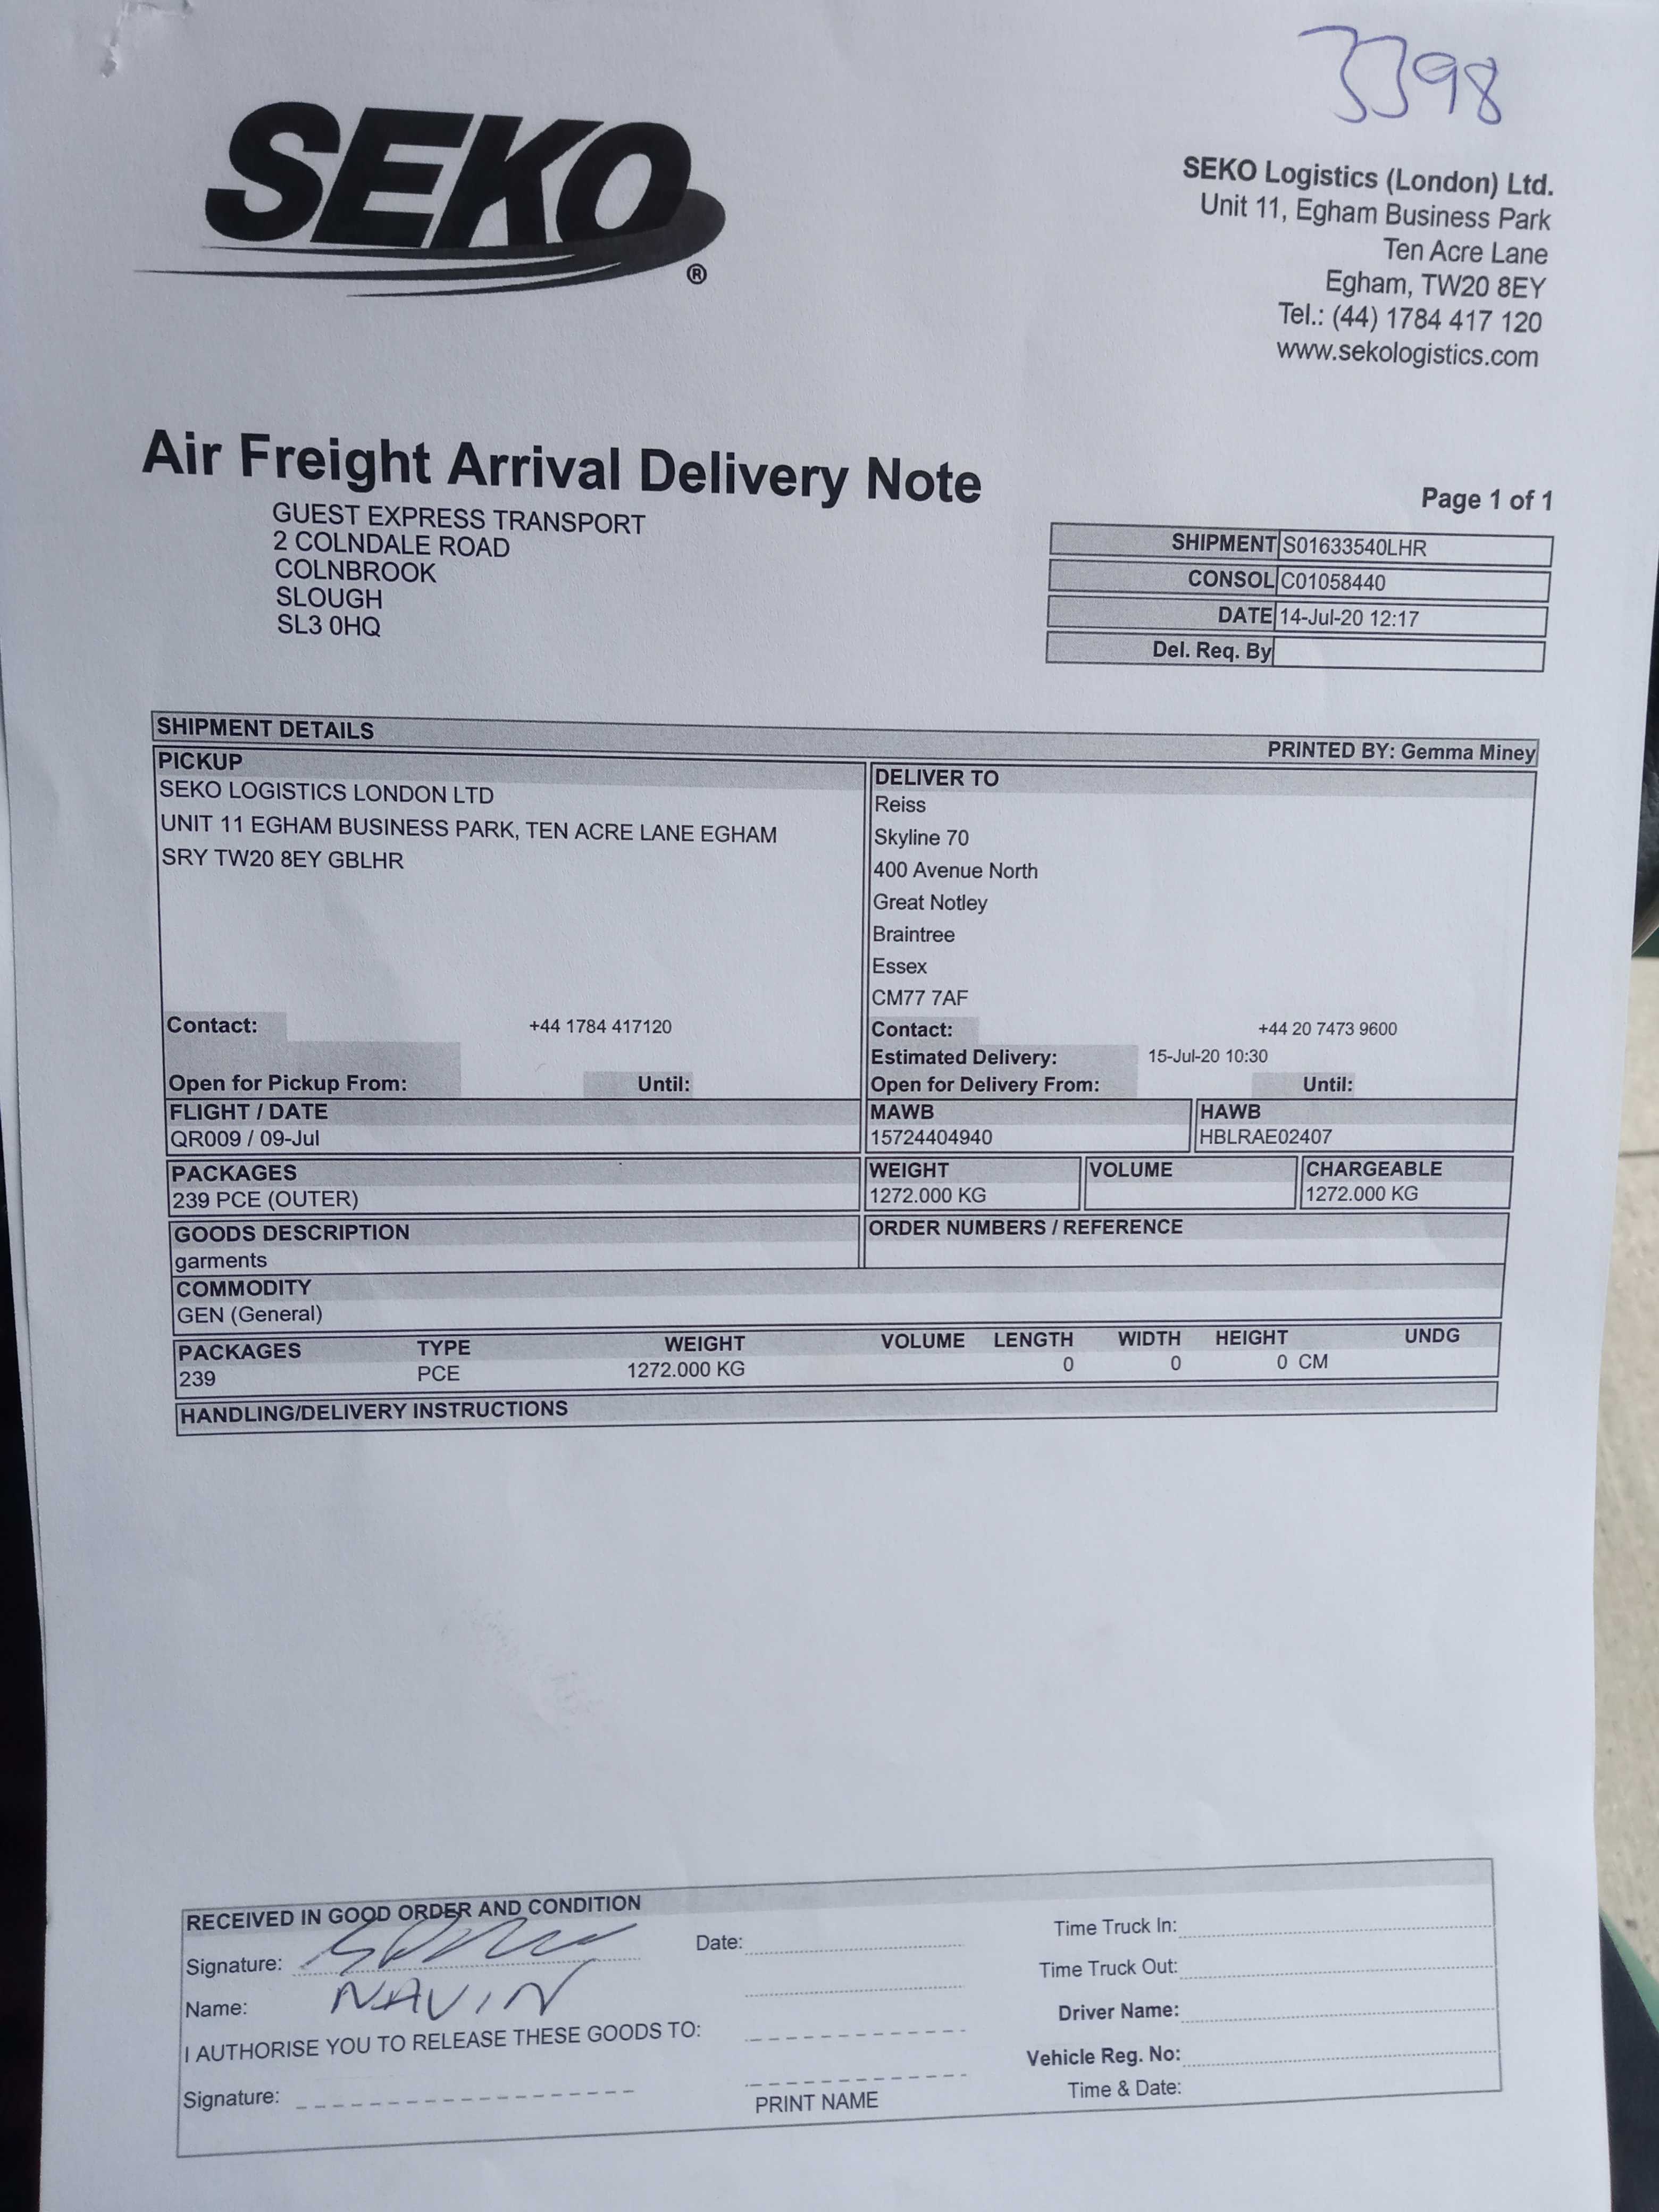 3398
SEKO
®
SEKO Logistics (London) Ltd.
Unit 11, Egham Business Park
Ten Acre Lane
Egham, TW20 8EY
Tel.: (44) 1784 417 120
www.sekologistics.com
Air Freight Arrival Delivery Note
Page 1 of 1
GUEST EXPRESS TRANSPORT
2 COLNDALE ROAD
COLNBROOK
SLOUGH
SL3 0HQ
SHIPMENT S01633540LHR
CONSOL C01058440
DATE 14-Jul-20 12:17
Del. Req. By
SHIPMENT DETAILS
PRINTED BY: Gemma Miney
PICKUP
SEKO LOGISTICS LONDON LTD
UNIT 11 EGHAM BUSINESS PARK, TEN ACRE LANE EGHAM
SRY TW20 8EY GBLHR
Contact: +44 1784 417120
Open for Pickup From: Until:
DELIVER TO
Reiss
Skyline 70
400 Avenue North
Great Notley
Braintree
Essex
CM77 7AF
Contact: +44 20 7473 9600
Estimated Delivery: 15-Jul-20 10:30
Open for Delivery From: Until:
FLIGHT / DATE MAWB HAWB
QR009 / 09-Jul 15724404940 HBLRAE02407
PACKAGES WEIGHT VOLUME CHARGEABLE
239 PCE (OUTER) 1272.000 KG 1272.000 KG
GOODS DESCRIPTION ORDER NUMBERS / REFERENCE
garments
COMMODITY
GEN (General)
PACKAGES TYPE WEIGHT VOLUME LENGTH WIDTH HEIGHT UNDG
239 PCE 1272.000 KG 0 0 0 CM
HANDLING/DELIVERY INSTRUCTIONS
RECEIVED IN GOOD ORDER AND CONDITION
Signature: Date: Time Truck In:
Time Truck Out:
Name: NAVIN
Driver Name:
I AUTHORISE YOU TO RELEASE THESE GOODS TO:
Vehicle Reg. No:
Signature: PRINT NAME Time & Date: